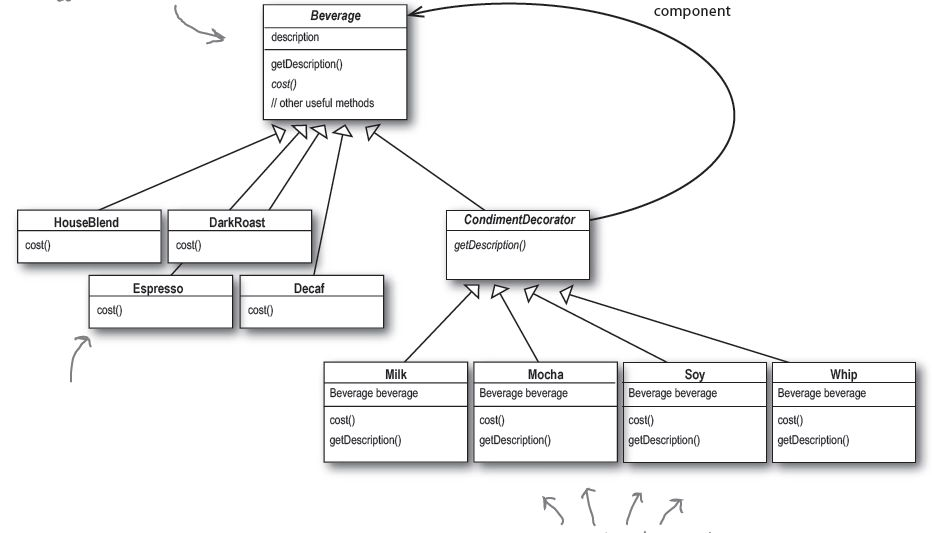 Beverage
component
description
getDescription()
cost()
// other useful methods
HouseBlend
cost()
DarkRoast
cost()
CondimentDecorator
getDescription()
Espresso
cost()
Decaf
cost()
Milk
Beverage beverage
cost()
getDescription()
Mocha
Beverage beverage
cost()
getDescription()
Soy
Beverage beverage
cost()
getDescription()
Whip
Beverage beverage
cost()
getDescription()